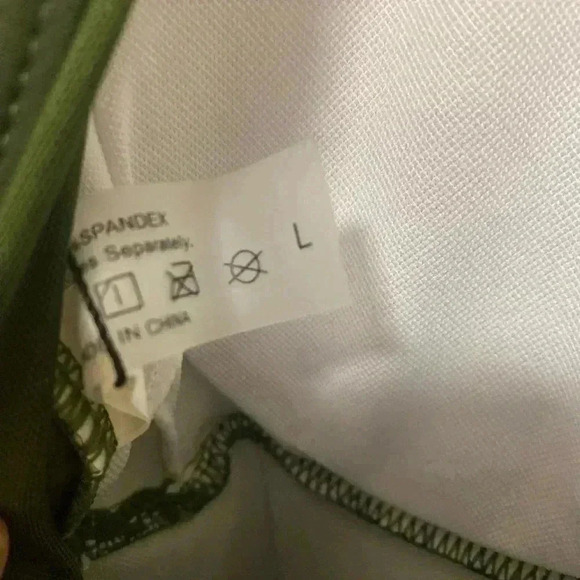 SPANDEX
Separately.
L
IN CHINA